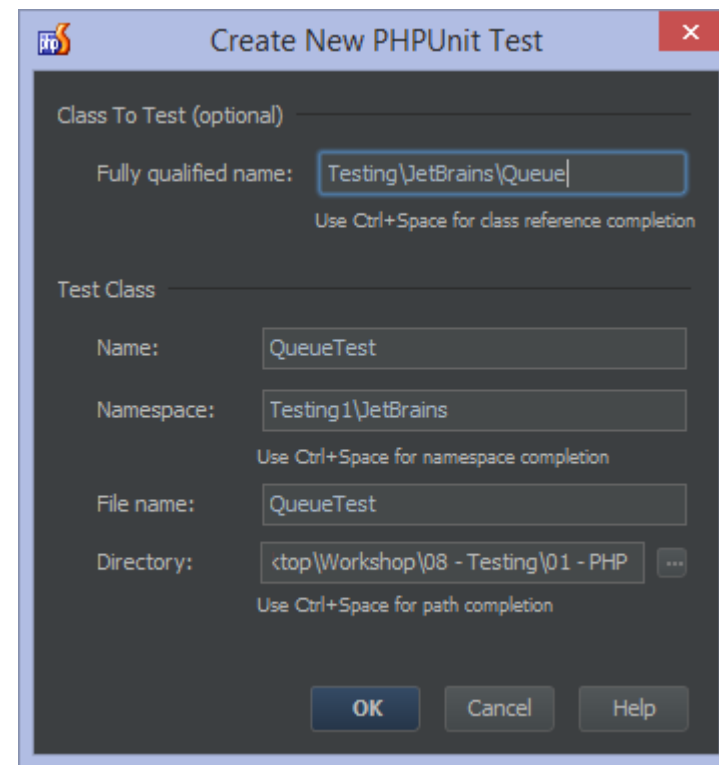 Create New PHPUnit Test
Class To Test (optional)
Fully qualified name: Testing\JetBrains\Queue
Use Ctrl+Space for class reference completion
Test Class
Name: QueueTest
Namespace: Testing1\JetBrains
Use Ctrl+Space for namespace completion
File name: QueueTest
Directory: ktop\Workshop\08 - Testing\01 - PHP ...
Use Ctrl+Space for path completion
OK Cancel Help